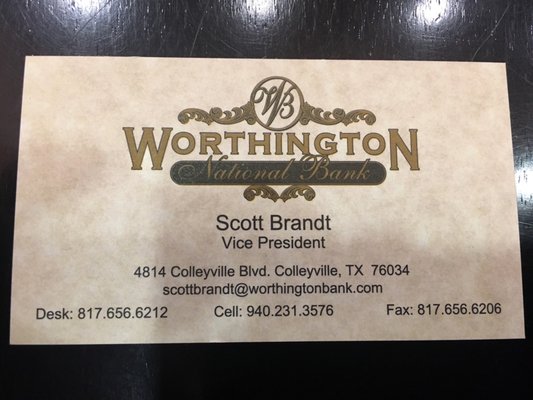 WB
WORTHINGTON
National Bank
Scott Brandt
Vice President
4814 Colleyville Blvd. Colleyville, TX 76034
scottbrandt@worthingtonbank.com
Desk: 817.656.6212 Cell: 940.231.3576 Fax: 817.656.6206